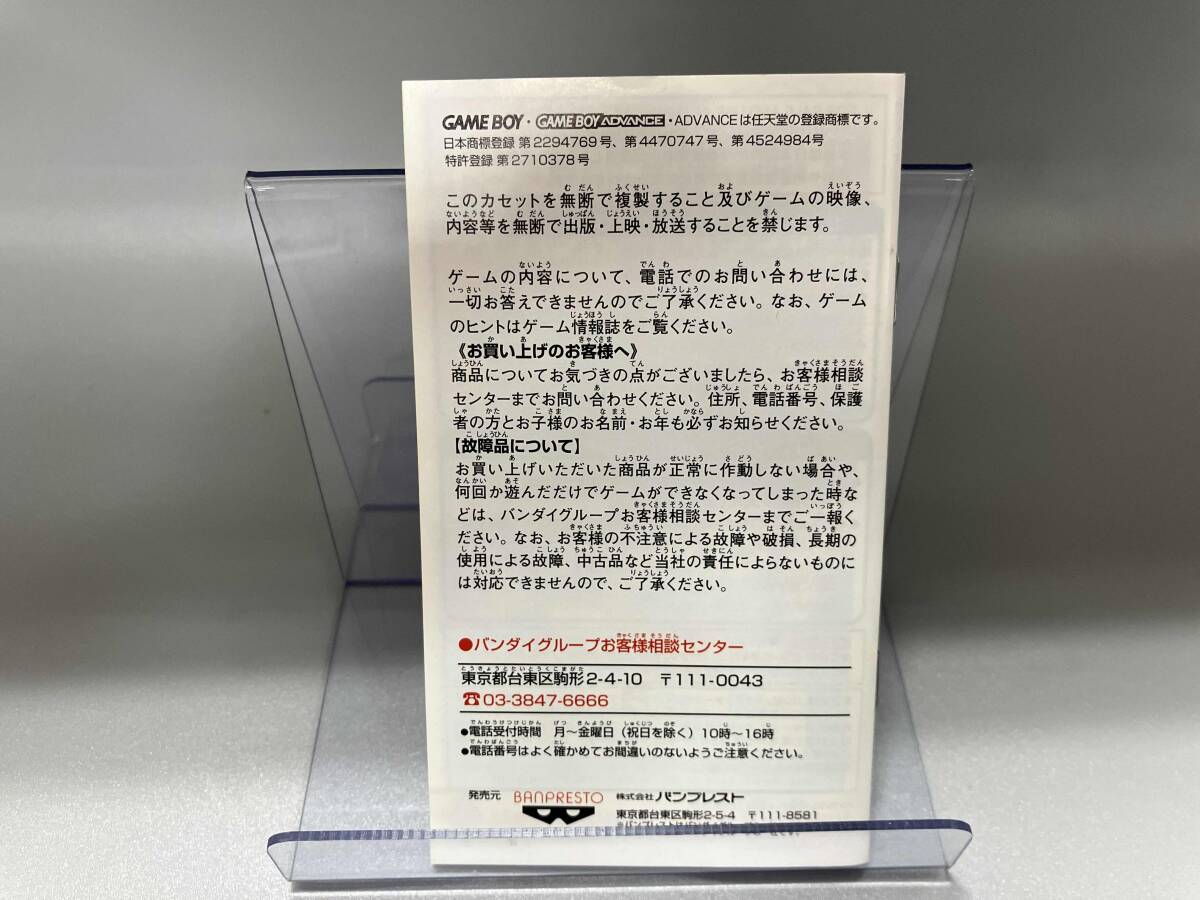 GAME BOY・GAME BOY ADVANCE・ADVANCEは任天堂の登録商標です。
日本商標登録 第2294769号、第4470747号、第4524984号
特許登録 第2710378号
このカセットを無断で複製すること及びゲームの映像、
内容等を無断で出版・上映・放送することを禁じます。
ゲームの内容について、電話でのお問い合わせには、
一切お答えできませんのでご了承ください。なお、ゲーム
のヒントはゲーム情報誌をご覧ください。
《お買い上げのお客様へ》
商品についてお気づきの点がございましたら、お客様相談
センターまでお問い合わせください。住所、電話番号、保護
者の方とお子様のお名前・お年も必ずお知らせください。
【故障品について】
お買い上げいただいた商品が正常に作動しない場合や、
何回か遊んだだけでゲームができなくなってしまった時な
どは、バンダイグループお客様相談センターまでご一報く
ださい。なお、お客様の不注意による故障や破損、長期の
使用による故障、中古品など当社の責任によらないものに
は対応できませんので、ご了承ください。
●バンダイグループお客様相談センター
東京都台東区駒形2-4-10 〒111-0043
☎03-3847-6666
●電話受付時間 月〜金曜日（祝日を除く）10時〜16時
●電話番号はよく確かめてお間違いのないようご注意ください。
発売元 BANPRESTO 株式会社バンプレスト
東京都台東区駒形2-5-4 〒111-8581